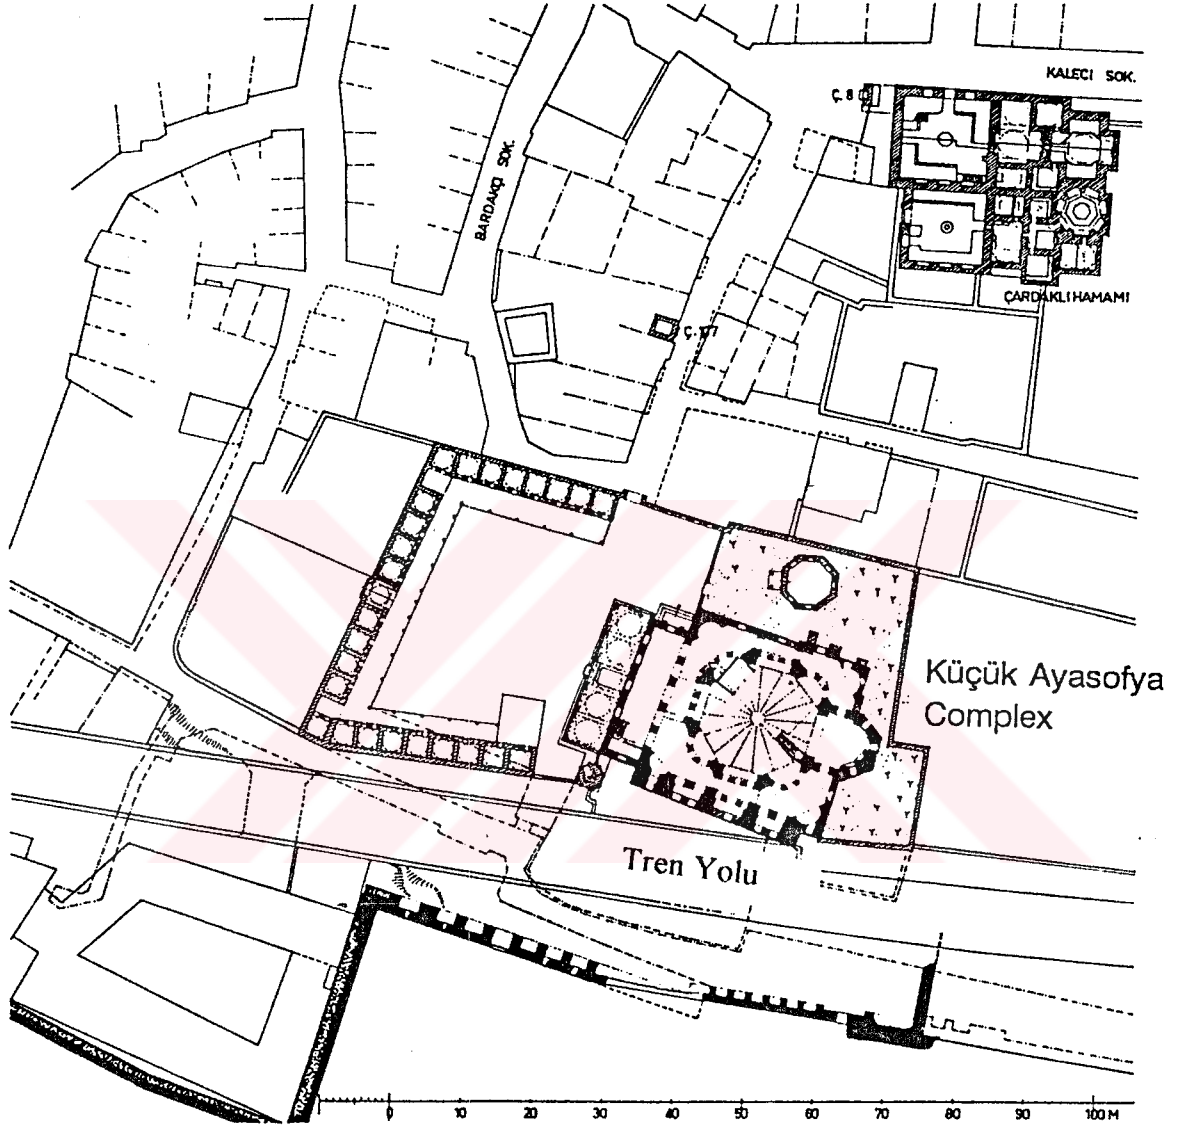 KALECI SOK.
Ç. 8
BARDAKÇI SOK.
ÇARDAKLI HAMAMI
Küçük Ayasofya
Complex
Tren Yolu
0 10 20 30 40 50 60 70 80 90 100 M